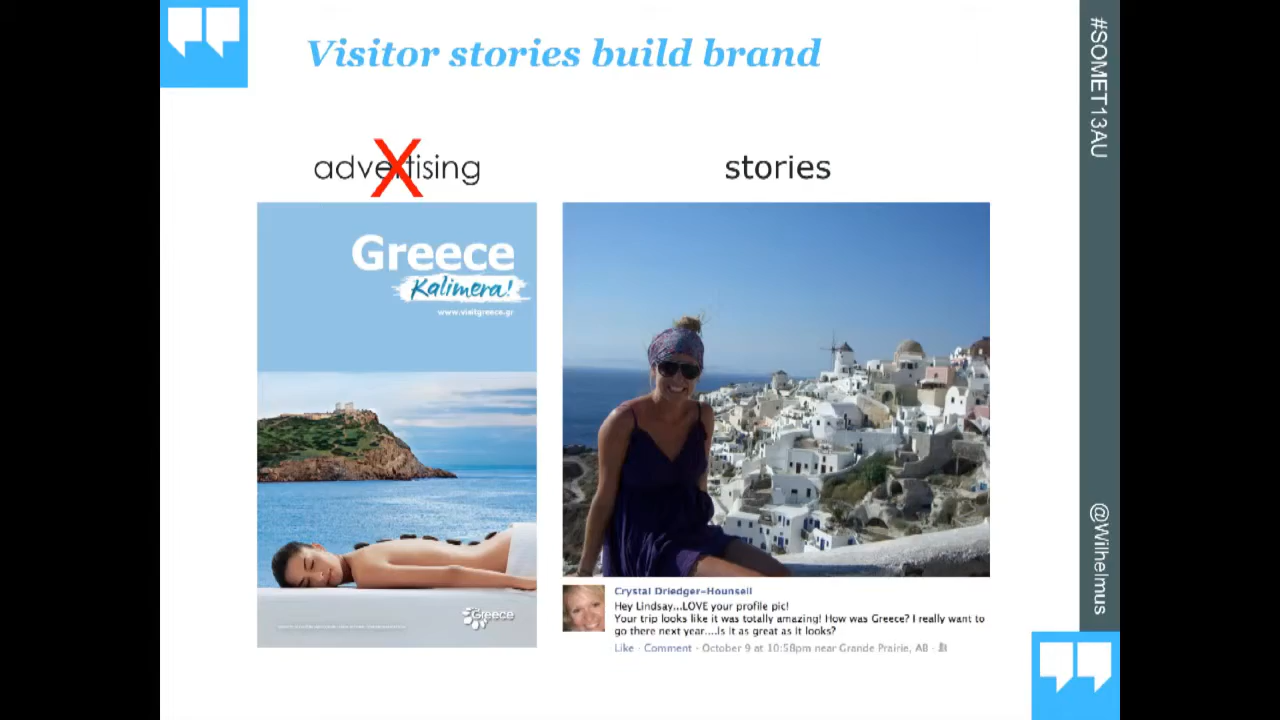 Visitor stories build brand
advertising
stories
Greece
Kalimera!
www.visitgreece.gr
Greece
Crystal Driedger-Hounsell
Hey Lindsay...LOVE your profile pic!
Your trip looks like it was totally amazing! How was Greece? I really want to
go there next year....Is it as great as it looks?
Like · Comment · October 9 at 10:58pm near Grande Prairie, AB ·
#SOMET13AU
@Wilhelmus